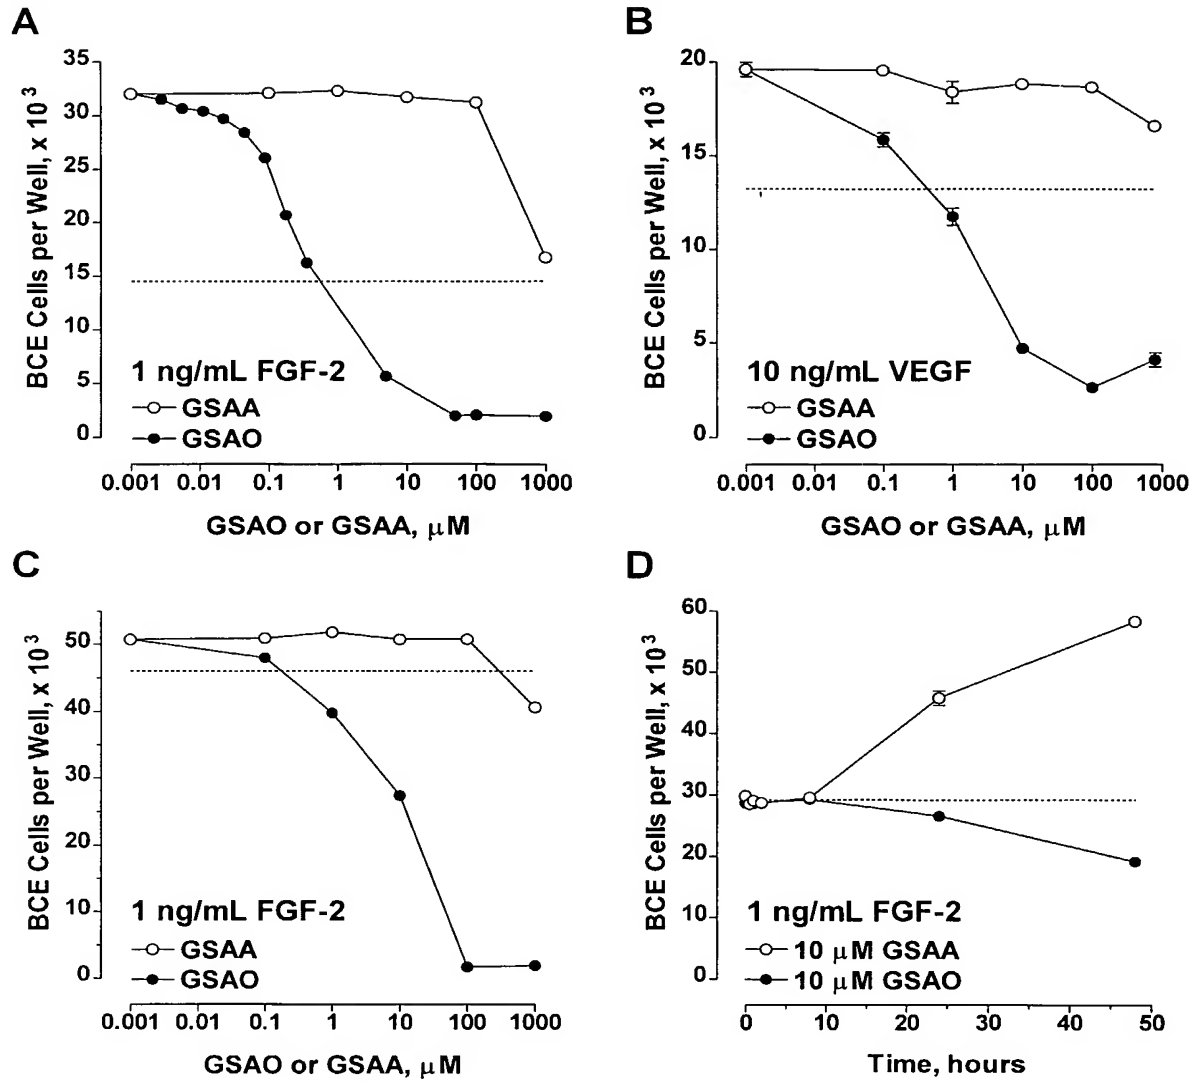 A
BCE Cells per Well, x 10³
35
30
25
20
15
10
5
0
1 ng/mL FGF-2
GSAA
GSAO
0.001 0.01 0.1 1 10 100 1000
GSAO or GSAA, μM
B
BCE Cells per Well, x 10³
20
15
10
5
0
10 ng/mL VEGF
GSAA
GSAO
0.001 0.01 0.1 1 10 100 1000
GSAO or GSAA, μM
C
BCE Cells per Well, x 10³
50
40
30
20
10
0
1 ng/mL FGF-2
GSAA
GSAO
0.001 0.01 0.1 1 10 100 1000
GSAO or GSAA, μM
D
BCE Cells per Well, x 10³
60
50
40
30
20
10
0
1 ng/mL FGF-2
10 μM GSAA
10 μM GSAO
0 10 20 30 40 50
Time, hours